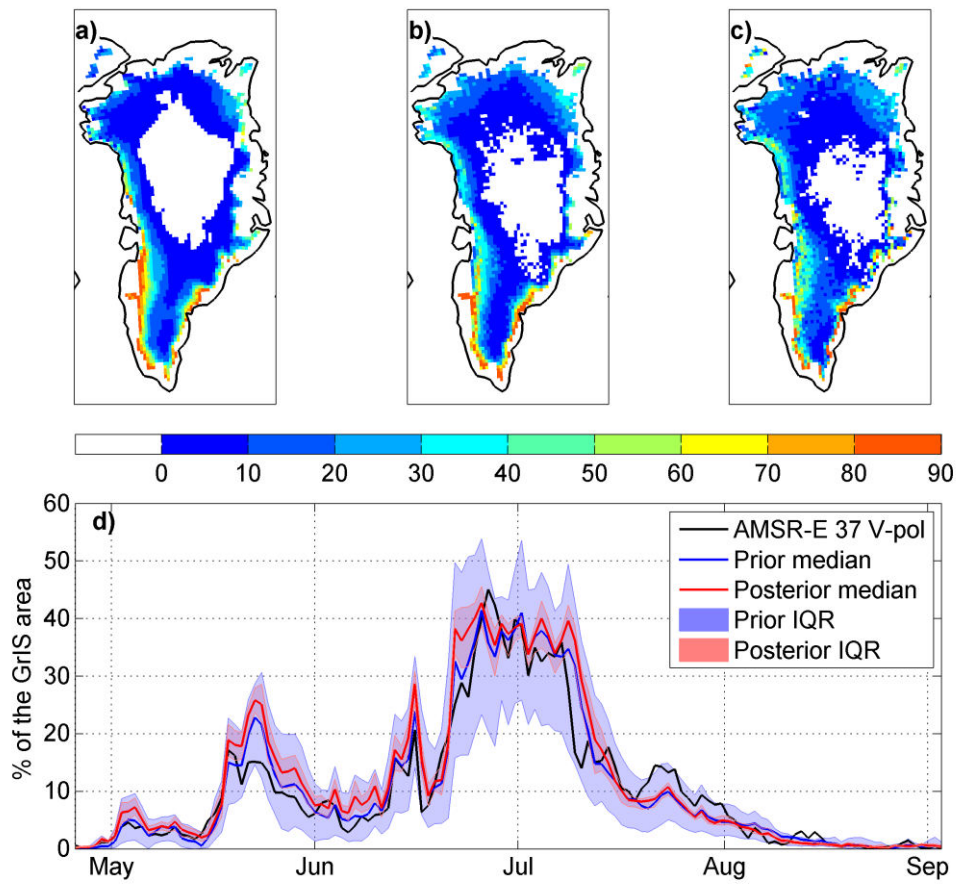 a) b) c)
0 10 20 30 40 50 60 70 80 90
d)
% of the GrIS area
60
50
40
30
20
10
0
AMSR-E 37 V-pol
Prior median
Posterior median
Prior IQR
Posterior IQR
May Jun Jul Aug Sep